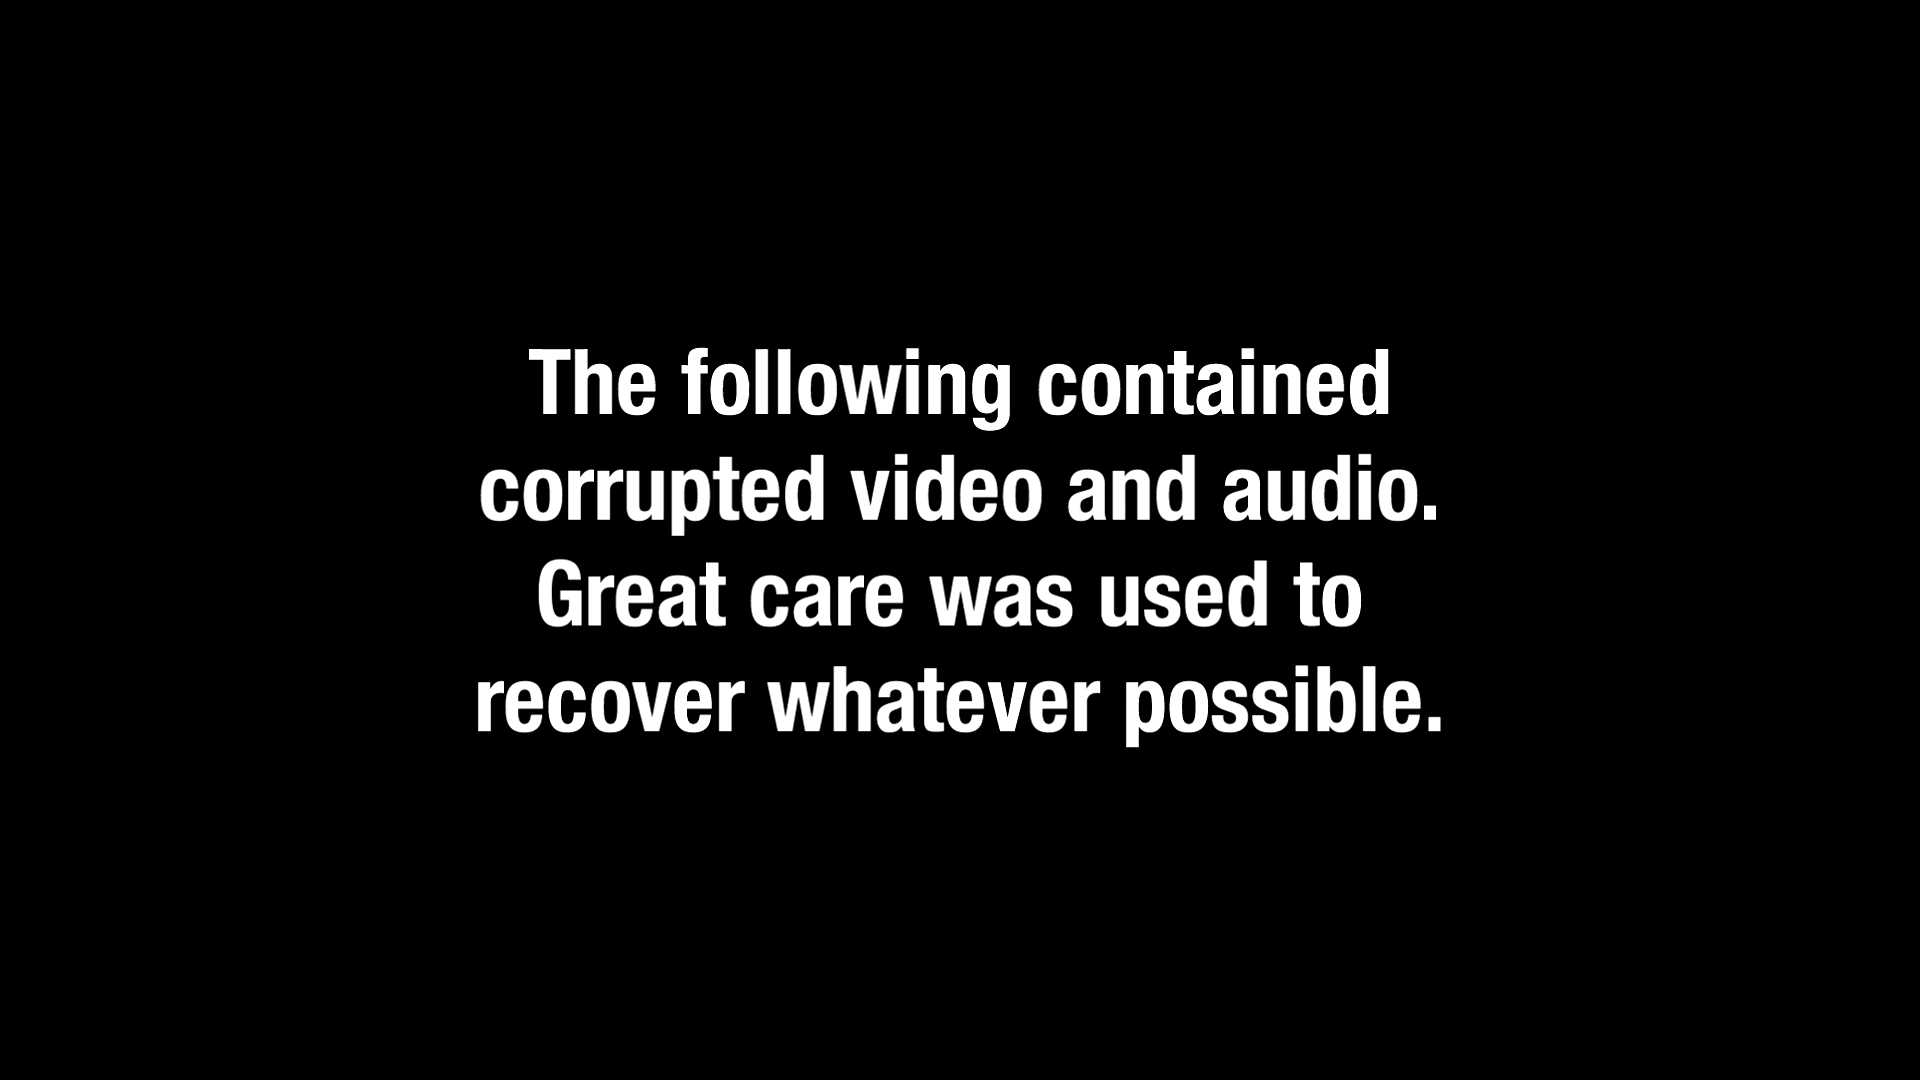 The following contained
corrupted video and audio.
Great care was used to
recover whatever possible.